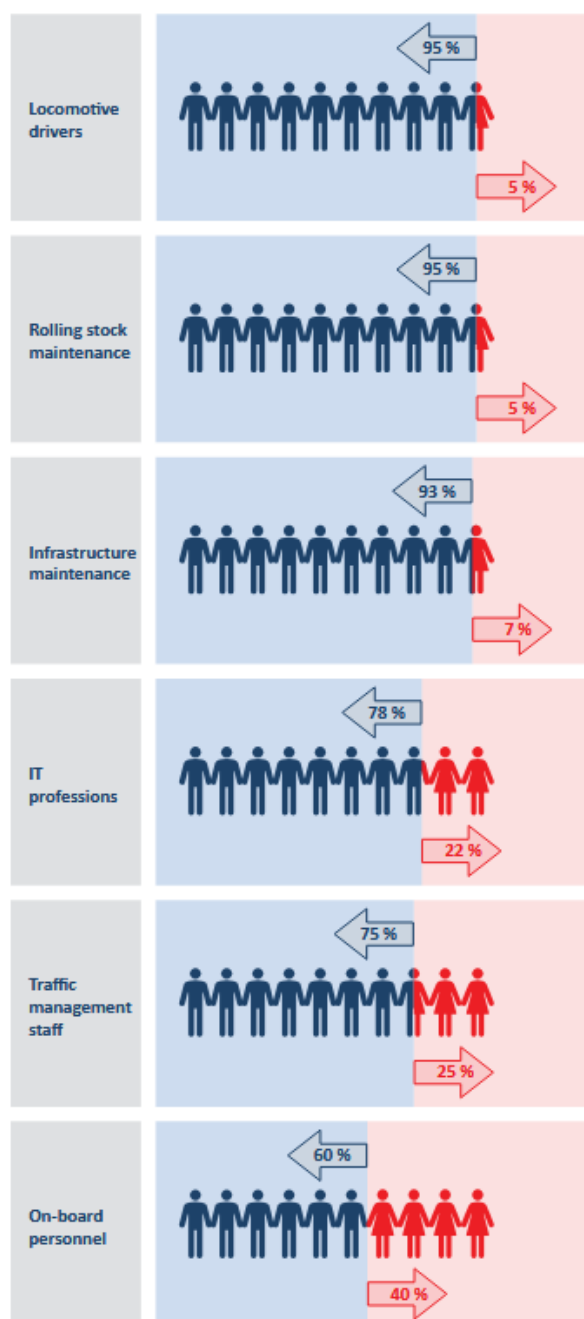 95 %
Locomotive
drivers
5 %
95 %
Rolling stock
maintenance
5 %
93 %
Infrastructure
maintenance
7 %
78 %
IT
professions
22 %
75 %
Traffic
management
staff
25 %
60 %
On-board
personnel
40 %